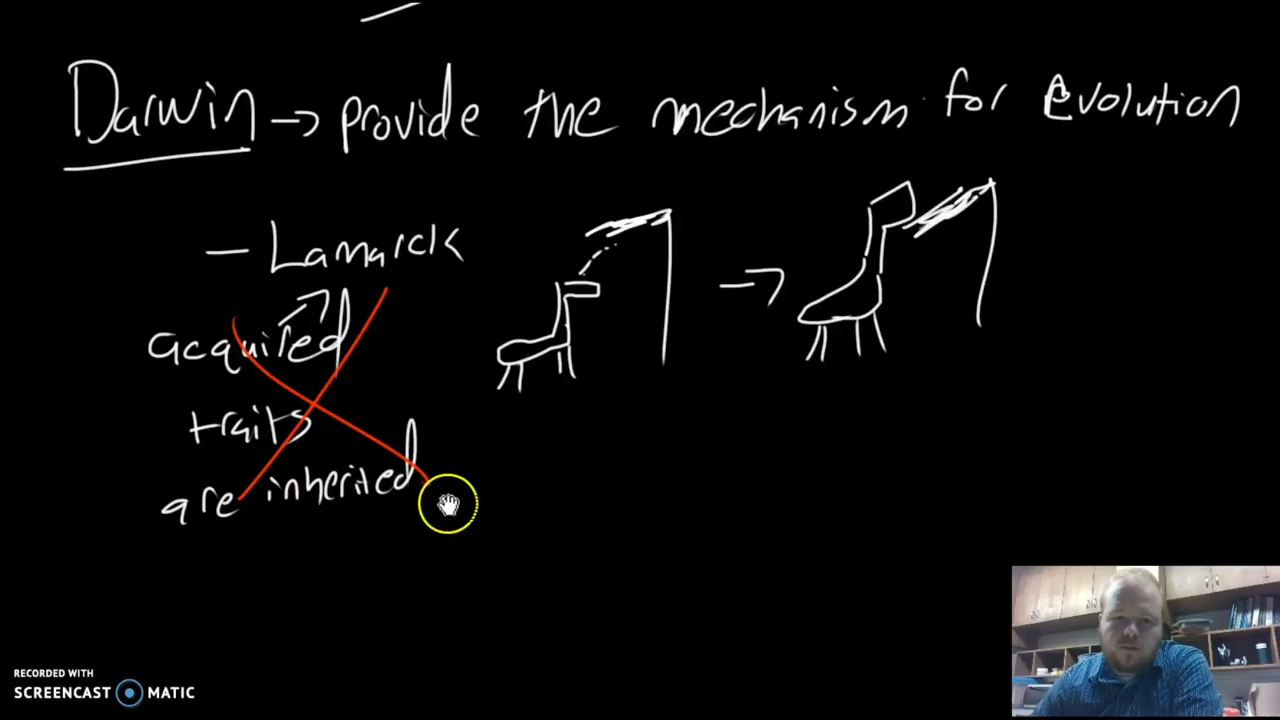 Darwin → provide the mechanism for Evolution
– Lamarck
acquired
traits
are inherited
RECORDED WITH
SCREENCAST MATIC